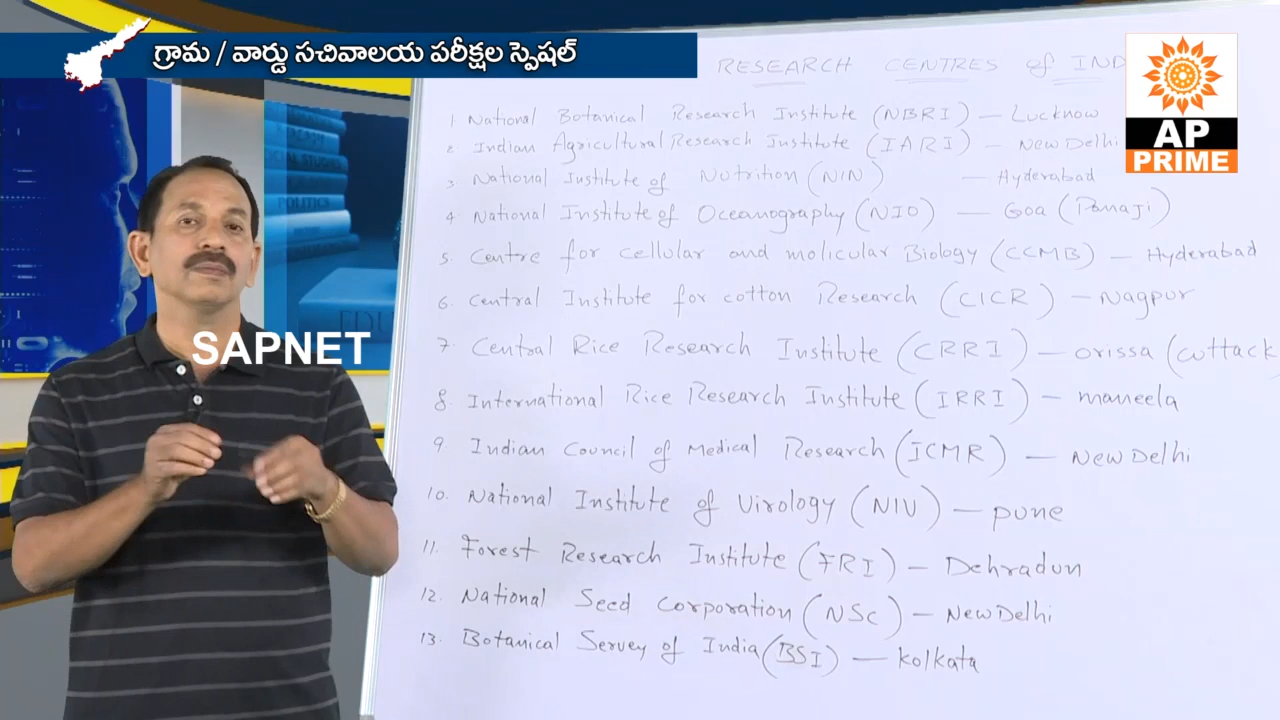 గ్రామ / వార్డు సచివాలయ పరీక్షల స్పెషల్
RESEARCH CENTRES of IND
AP
PRIME
1. National Botanical Research Institute (NBRI) — Lucknow
2. Indian Agricultural Research Institute (IARI) — New Delhi
3. National Institute of Nutrition (NIN) — Hyderabad
4. National Institute of Oceanography (NIO) — Goa (Panaji)
5. Centre for cellular and molicular Biology (CCMB) — Hyderabad
6. Central Institute for cotton Research (CICR) — Nagpur
7. Central Rice Research Institute (CRRI) — orissa (cuttack)
8. International Rice Research Institute (IRRI) — maneela
9. Indian Council of Medical Research (ICMR) — New Delhi
10. National Institute of Virology (NIV) — pune
11. Forest Research Institute (FRI) — Dehradun
12. National Seed Corporation (NSC) — New Delhi
13. Botanical Servey of India (BSI) — Kolkata
SAPNET
POLITICS